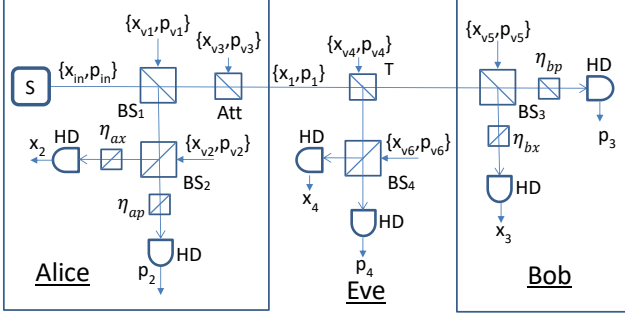 {x_v1,p_v1}
{x_v3,p_v3}
{x_v4,p_v4}
{x_v5,p_v5}
S
{x_in,p_in}
{x_1,p_1}
T
η_bp
HD
BS_1
Att
BS_3
p_3
HD
η_ax
{x_v2,p_v2}
HD
{x_v6,p_v6}
η_bx
x_2
BS_2
x_4
BS_4
HD
η_ap
HD
x_3
HD
p_2
p_4
Alice
Eve
Bob